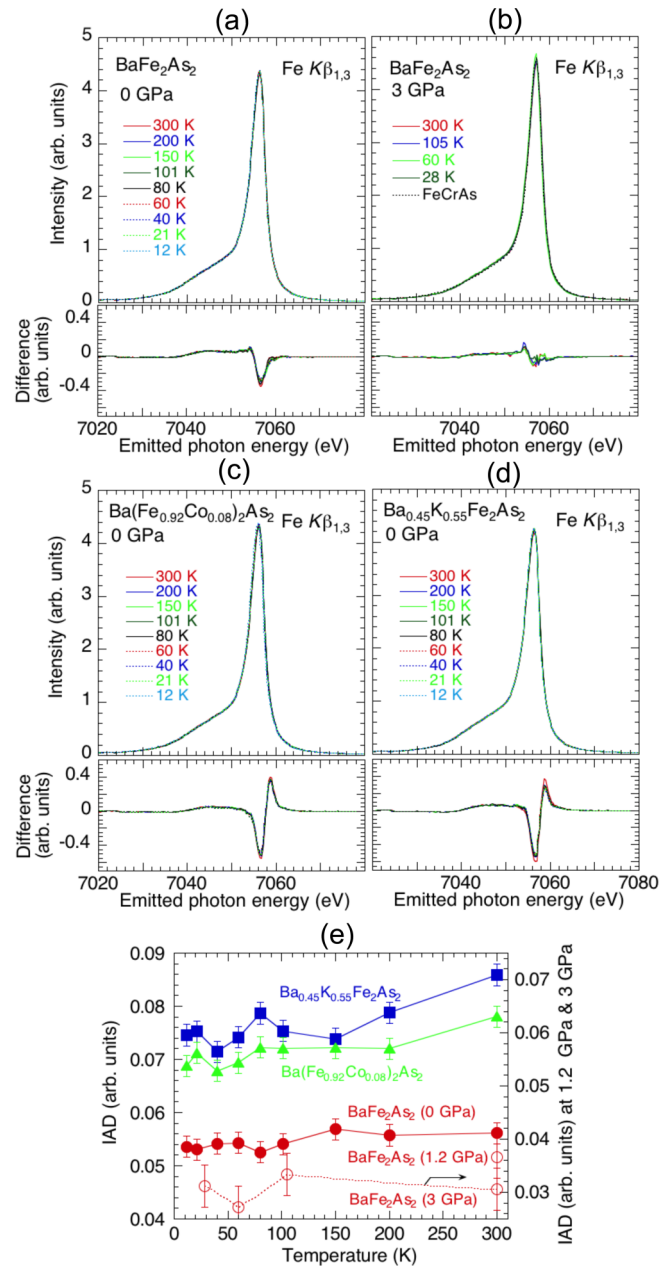 (a)
BaFe₂As₂
0 GPa
Fe Kβ₁,₃
300 K
200 K
150 K
101 K
80 K
60 K
40 K
21 K
12 K
Intensity (arb. units)
5
4
3
2
1
0
Difference
(arb. units)
0.4
0
-0.4
7020
7040
7060
Emitted photon energy (eV)
(b)
BaFe₂As₂
3 GPa
Fe Kβ₁,₃
300 K
105 K
60 K
28 K
FeCrAs
7040
7060
Emitted photon energy (eV)
(c)
Ba(Fe₀.₉₂Co₀.₀₈)₂As₂
0 GPa
Fe Kβ₁,₃
300 K
200 K
150 K
101 K
80 K
60 K
40 K
21 K
12 K
Intensity (arb. units)
5
4
3
2
1
0
Difference
(arb. units)
0.4
0
-0.4
7020
7040
7060
Emitted photon energy (eV)
(d)
Ba₀.₄₅K₀.₅₅Fe₂As₂
0 GPa
Fe Kβ₁,₃
300 K
200 K
150 K
101 K
80 K
60 K
40 K
21 K
12 K
7040
7060
7080
Emitted photon energy (eV)
(e)
IAD (arb. units)
0.09
0.08
0.07
0.06
0.05
0.04
Ba₀.₄₅K₀.₅₅Fe₂As₂
Ba(Fe₀.₉₂Co₀.₀₈)₂As₂
BaFe₂As₂ (0 GPa)
BaFe₂As₂ (1.2 GPa)
BaFe₂As₂ (3 GPa)
0.07
0.06
0.05
0.04
0.03
IAD (arb. units) at 1.2 GPa & 3 GPa
0
50
100
150
200
250
300
Temperature (K)